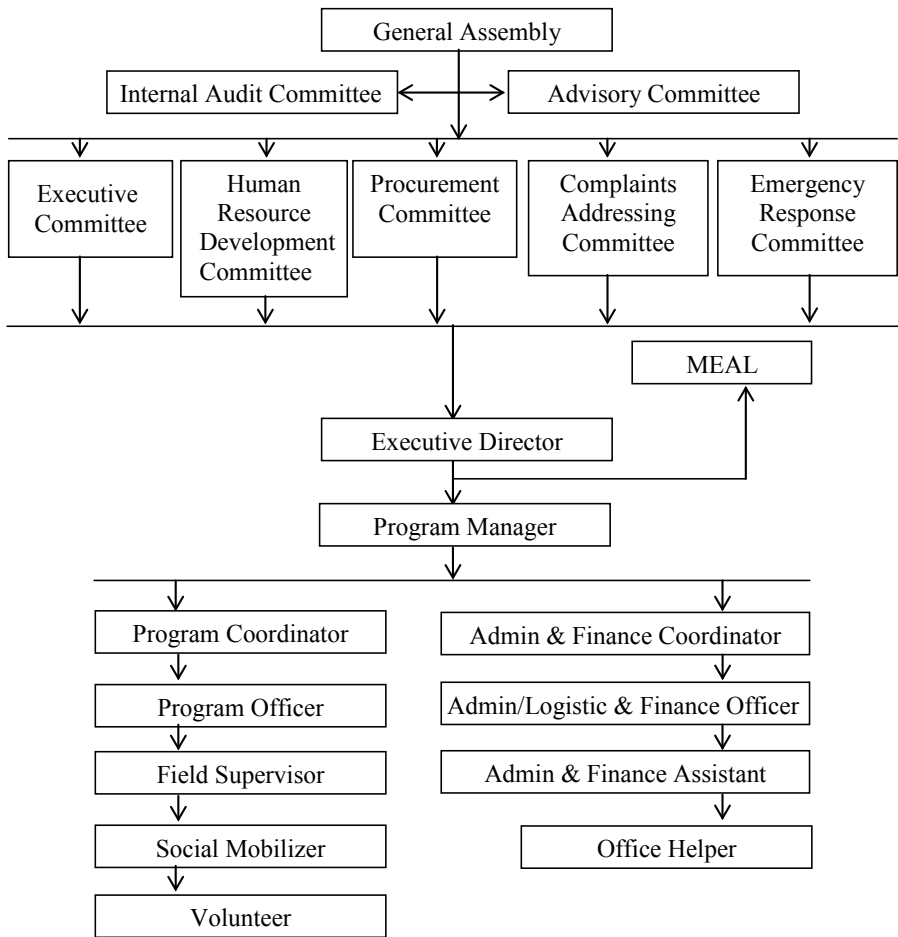 General Assembly
Internal Audit Committee
Advisory Committee
Executive
Committee
Human
Resource
Development
Committee
Procurement
Committee
Complaints
Addressing
Committee
Emergency
Response
Committee
MEAL
Executive Director
Program Manager
Program Coordinator
Admin & Finance Coordinator
Program Officer
Admin/Logistic & Finance Officer
Field Supervisor
Admin & Finance Assistant
Social Mobilizer
Office Helper
Volunteer